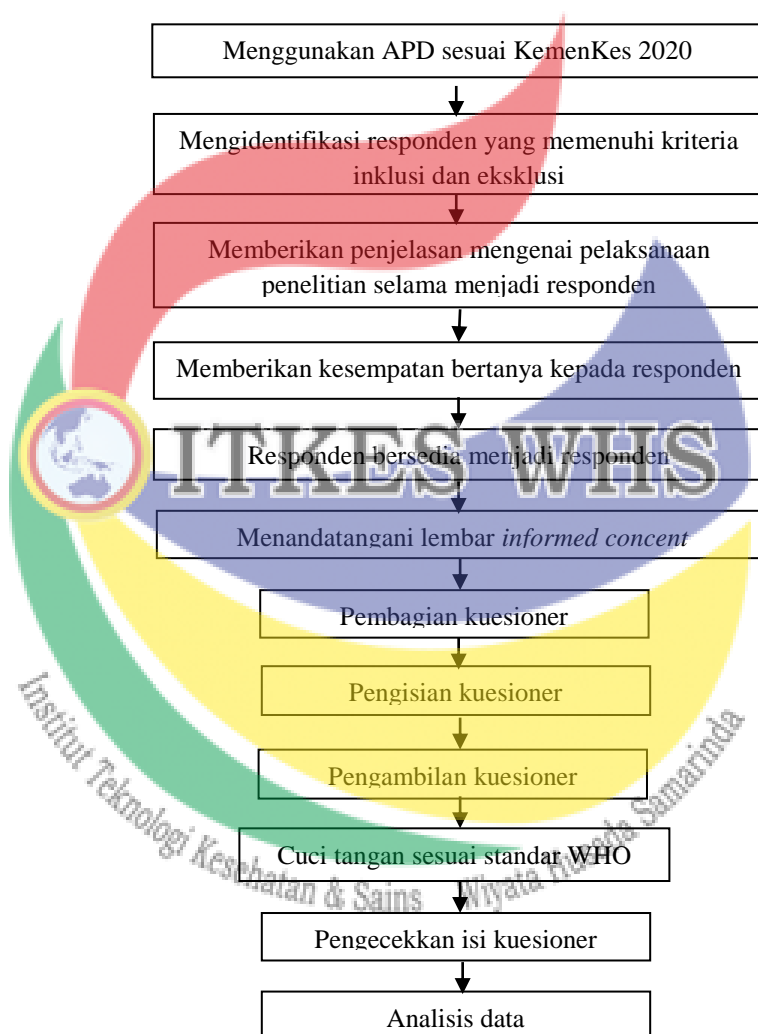 Menggunakan APD sesuai KemenKes 2020
Mengidentifikasi responden yang memenuhi kriteria
inklusi dan eksklusi
Memberikan penjelasan mengenai pelaksanaan
penelitian selama menjadi responden
Memberikan kesempatan bertanya kepada responden
ITKES WHS
Responden bersedia menjadi responden
Menandatangani lembar informed concent
Pembagian kuesioner
Pengisian kuesioner
Pengambilan kuesioner
Cuci tangan sesuai standar WHO
Institut Teknologi Kesehatan & Sains Wiyata Husada Samarinda
Pengecekkan isi kuesioner
Analisis data